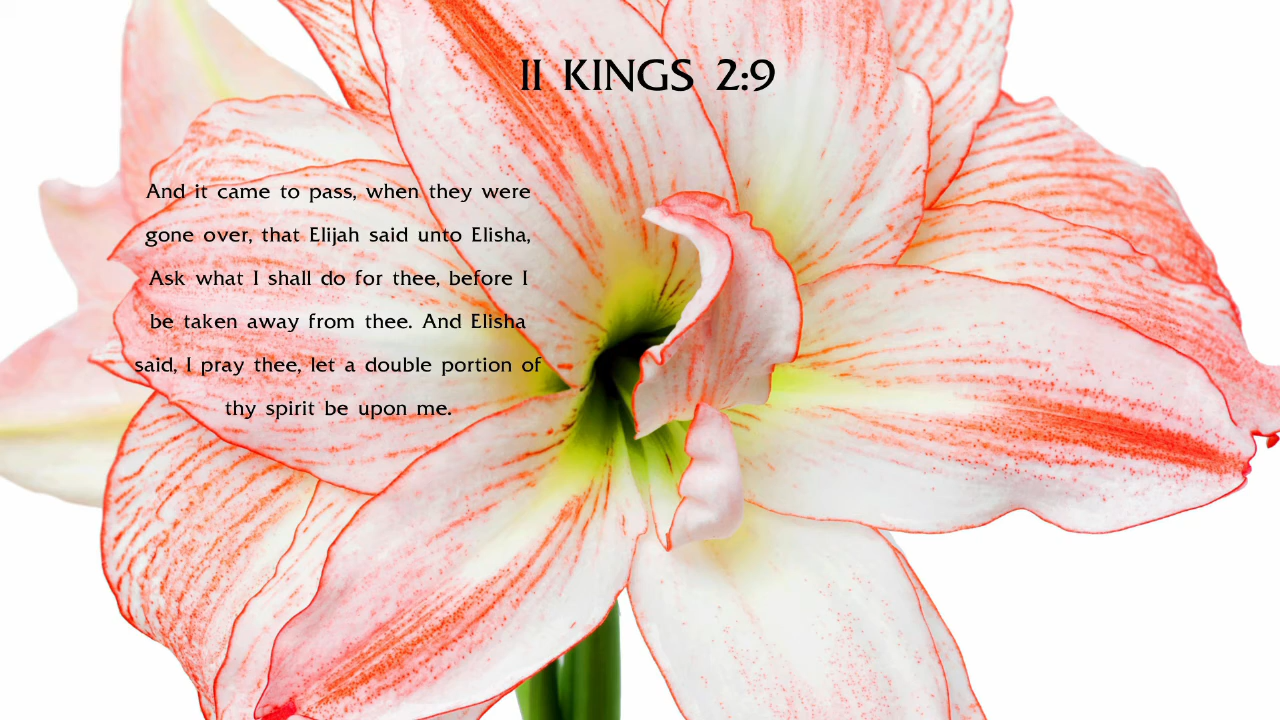 II KINGS 2:9
And it came to pass, when they were
gone over, that Elijah said unto Elisha,
Ask what I shall do for thee, before I
be taken away from thee. And Elisha
said, I pray thee, let a double portion of
thy spirit be upon me.